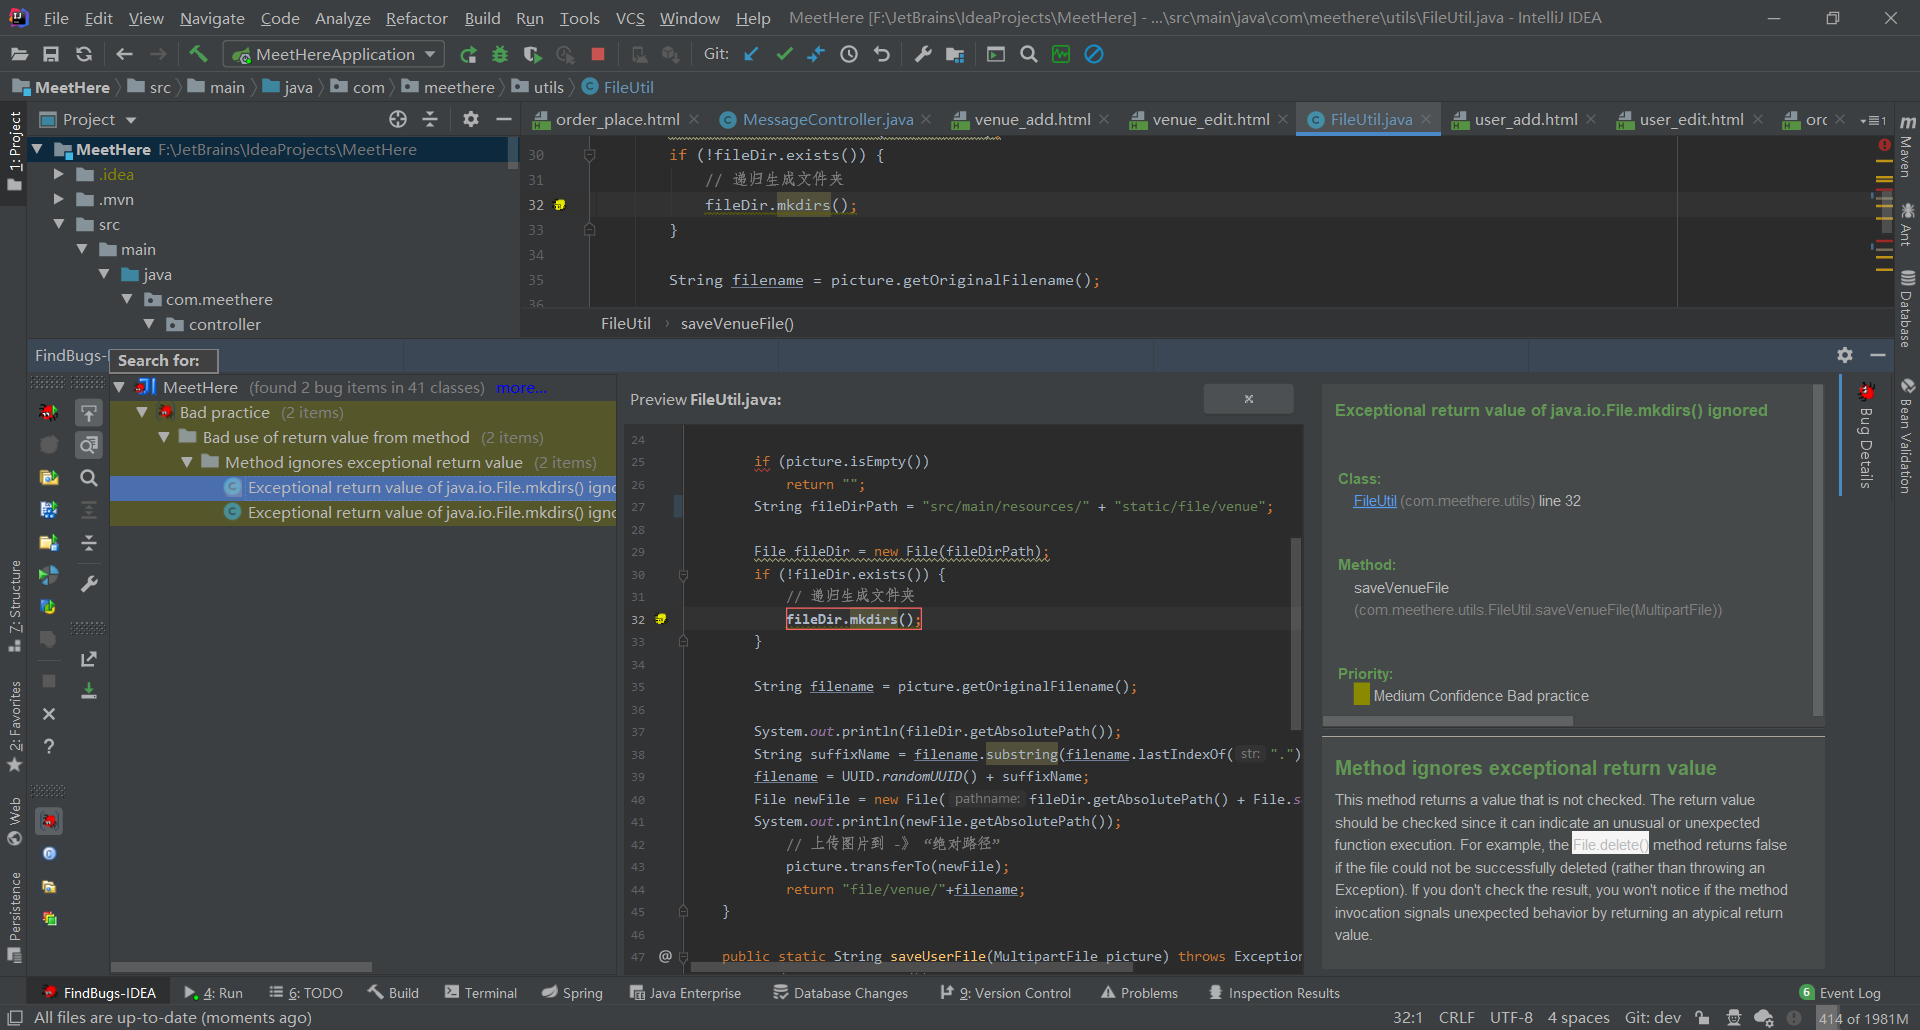 File Edit View Navigate Code Analyze Refactor Build Run Tools VCS Window Help MeetHere [F:\JetBrains\IdeaProjects\MeetHere] - ...\src\main\java\com\meethere\utils\FileUtil.java - IntelliJ IDEA
MeetHereApplication Git:
MeetHere src main java com meethere utils FileUtil
Project order_place.html MessageController.java venue_add.html venue_edit.html FileUtil.java user_add.html user_edit.html
MeetHere F:\JetBrains\IdeaProjects\MeetHere
.idea
.mvn
src
main
java
com.meethere
controller
30 if (!fileDir.exists()) {
31 // 递归生成文件夹
32 fileDir.mkdirs();
33 }
34
35 String filename = picture.getOriginalFilename();
36
FileUtil saveVenueFile()
1: Project
7: Structure
2: Favorites
Web
Persistence
Maven
Ant
Database
Bean Validation
Bug Details
Search for:
MeetHere (found 2 bug items in 41 classes) more...
Bad practice (2 items)
Bad use of return value from method (2 items)
Method ignores exceptional return value (2 items)
Exceptional return value of java.io.File.mkdirs() igno
Exceptional return value of java.io.File.mkdirs() igno
Preview FileUtil.java:
24
25 if (picture.isEmpty())
26 return "";
27 String fileDirPath = "src/main/resources/" + "static/file/venue";
28
29 File fileDir = new File(fileDirPath);
30 if (!fileDir.exists()) {
31 // 递归生成文件夹
32 fileDir.mkdirs();
33 }
34
35 String filename = picture.getOriginalFilename();
36
37 System.out.println(fileDir.getAbsolutePath());
38 String suffixName = filename.substring(filename.lastIndexOf( str: ".")
39 filename = UUID.randomUUID() + suffixName;
40 File newFile = new File( pathname: fileDir.getAbsolutePath() + File.s
41 System.out.println(newFile.getAbsolutePath());
42 // 上传图片到 -》 “绝对路径”
43 picture.transferTo(newFile);
44 return "file/venue/"+filename;
45 }
46
47 @ public static String saveUserFile(MultipartFile picture) throws Exception
Exceptional return value of java.io.File.mkdirs() ignored
Class:
FileUtil (com.meethere.utils) line 32
Method:
saveVenueFile
(com.meethere.utils.FileUtil.saveVenueFile(MultipartFile))
Priority:
Medium Confidence Bad practice
Method ignores exceptional return value
This method returns a value that is not checked. The return value
should be checked since it can indicate an unusual or unexpected
function execution. For example, the File.delete() method returns false
if the file could not be successfully deleted (rather than throwing an
Exception). If you don't check the result, you won't notice if the method
invocation signals unexpected behavior by returning an atypical return
value.
FindBugs-IDEA 4: Run 6: TODO Build Terminal Spring Java Enterprise Database Changes 9: Version Control Problems Inspection Results 6 Event Log
All files are up-to-date (moments ago) 32:1 CRLF UTF-8 4 spaces Git: dev 414 of 1981M